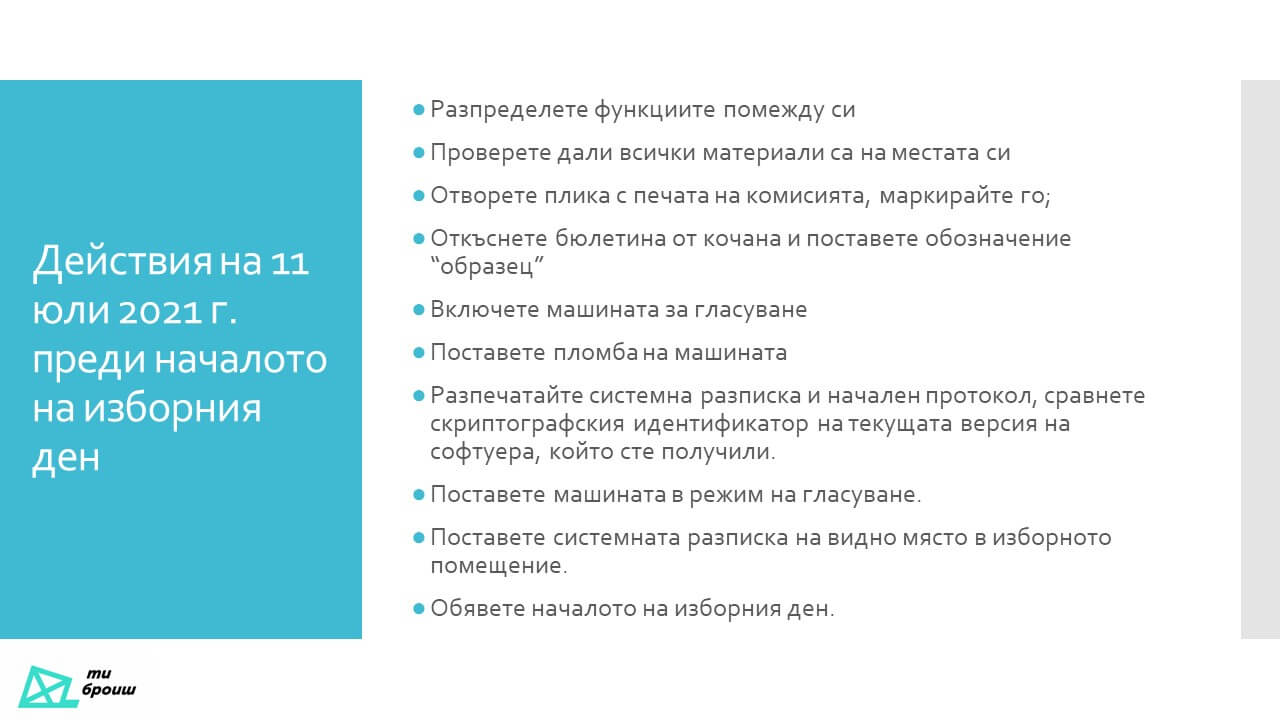 Действия на 11
юли 2021 г.
преди началото
на изборния
ден
Разпределете функциите помежду си
Проверете дали всички материали са на местата си
Отворете плика с печата на комисията, маркирайте го;
Откъснете бюлетина от кочана и поставете обозначение
“образец”
Включете машината за гласуване
Поставете пломба на машината
Разпечатайте системна разписка и начален протокол, сравнете
скриптографския идентификатор на текущата версия на
софтуера, който сте получили.
Поставете машината в режим на гласуване.
Поставете системната разписка на видно място в изборното
помещение.
Обявете началото на изборния ден.
ти
броиш